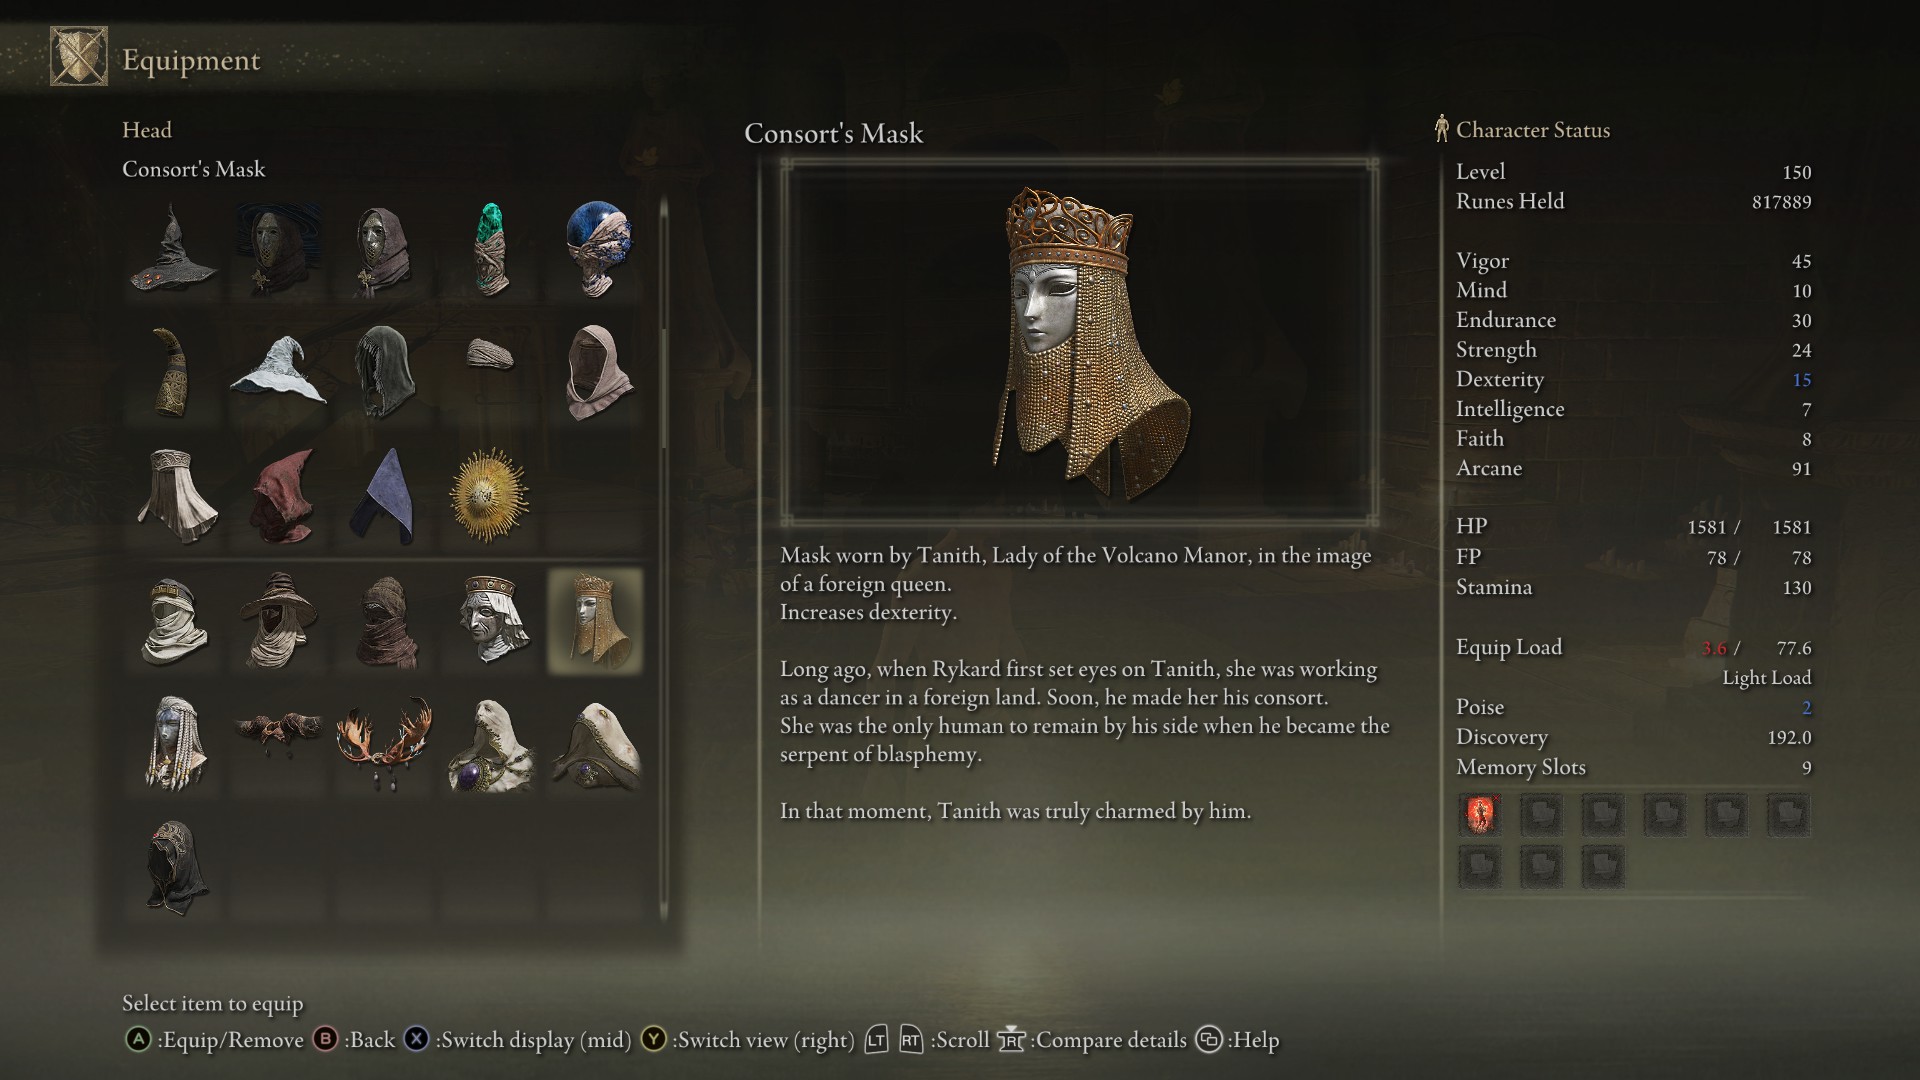 Equipment
Head
Consort's Mask
Consort's Mask
Mask worn by Tanith, Lady of the Volcano Manor, in the image
of a foreign queen.
Increases dexterity.
Long ago, when Rykard first set eyes on Tanith, she was working
as a dancer in a foreign land. Soon, he made her his consort.
She was the only human to remain by his side when he became the
serpent of blasphemy.
In that moment, Tanith was truly charmed by him.
Character Status
Level 150
Runes Held 817889
Vigor 45
Mind 10
Endurance 30
Strength 24
Dexterity 15
Intelligence 7
Faith 8
Arcane 91
HP 1581 / 1581
FP 78 / 78
Stamina 130
Equip Load 3.6 / 77.6
Light Load
Poise 2
Discovery 192.0
Memory Slots 9
Select item to equip
A :Equip/Remove B :Back X :Switch display (mid) Y :Switch view (right) LT RT :Scroll R :Compare details :Help